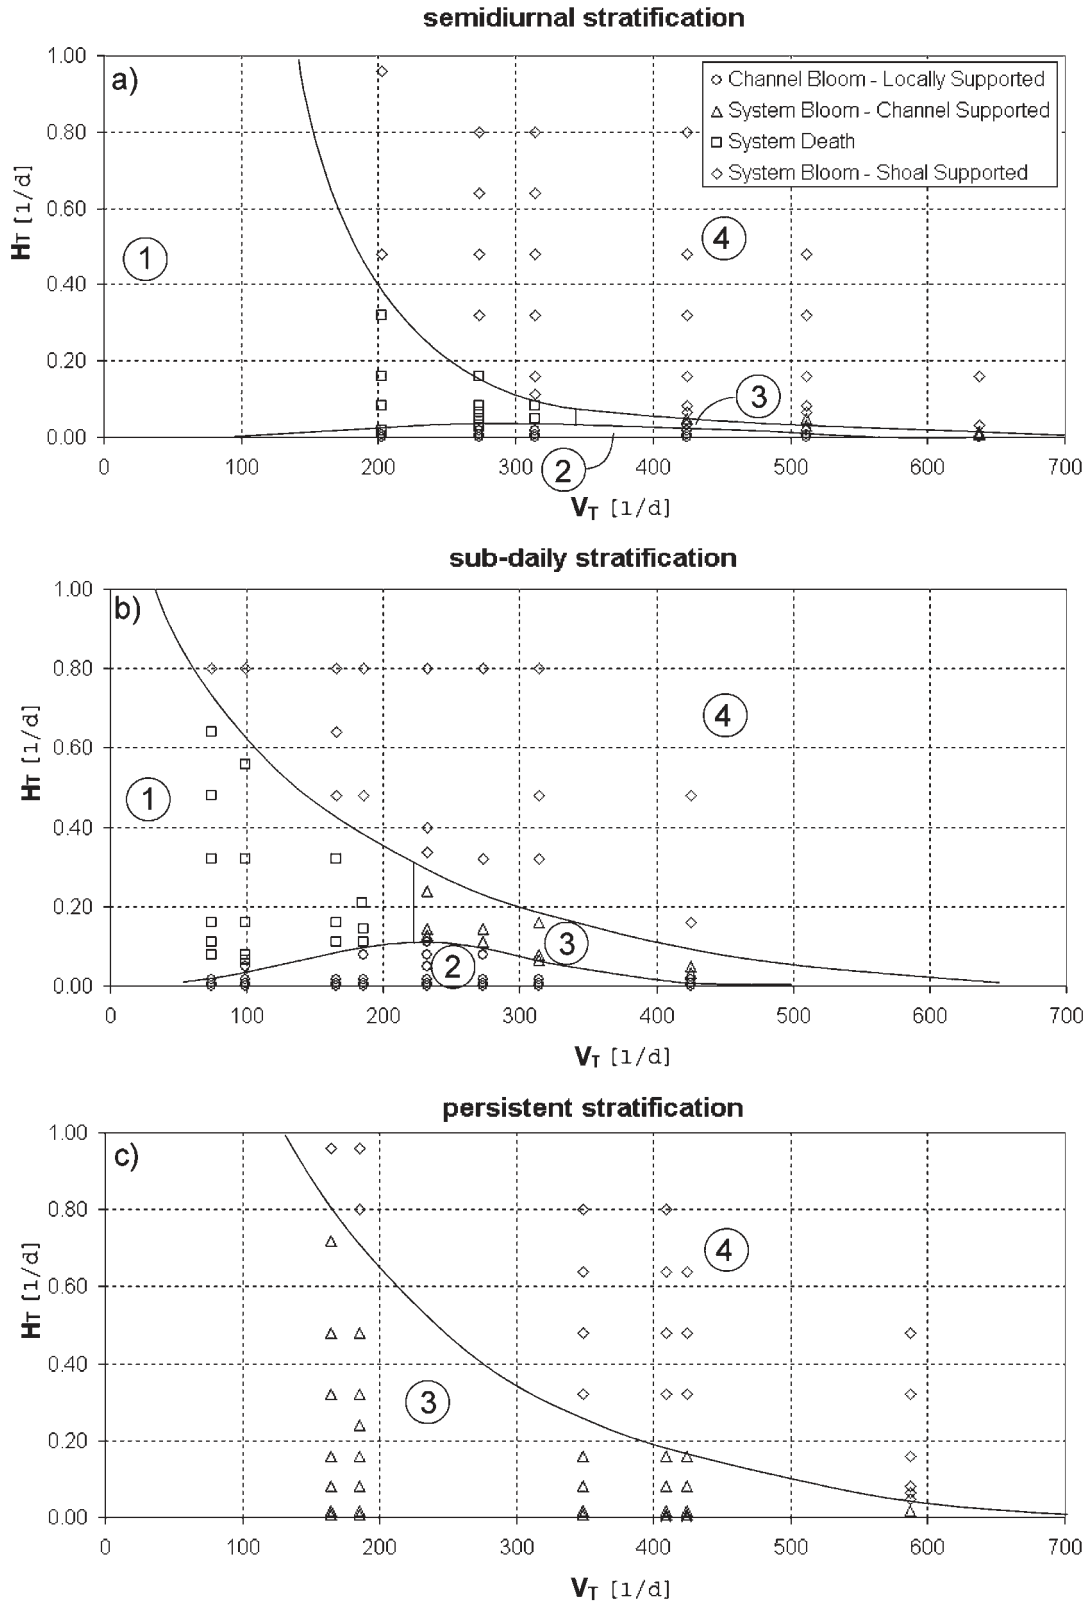 semidiurnal stratification
a)
Channel Bloom - Locally Supported
System Bloom - Channel Supported
System Death
System Bloom - Shoal Supported
HT [1/d]
1.00
0.80
0.60
0.40
0.20
0.00
1
4
3
2
0 100 200 300 400 500 600 700
VT [1/d]
sub-daily stratification
b)
HT [1/d]
1.00
0.80
0.60
0.40
0.20
0.00
4
1
3
2
0 100 200 300 400 500 600 700
VT [1/d]
persistent stratification
c)
HT [1/d]
1.00
0.80
0.60
0.40
0.20
0.00
4
3
0 100 200 300 400 500 600 700
VT [1/d]